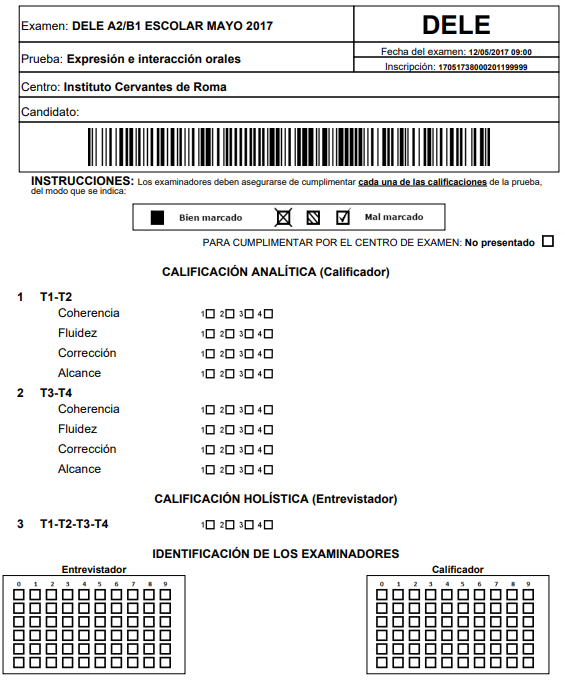 Examen: DELE A2/B1 ESCOLAR MAYO 2017
DELE
Prueba: Expresión e interacción orales
Fecha del examen: 12/05/2017 09:00
Inscripción: 17051738000201199999
Centro: Instituto Cervantes de Roma
Candidato:
INSTRUCCIONES: Los examinadores deben asegurarse de cumplimentar cada una de las calificaciones de la prueba,
del modo que se indica:
Bien marcado Mal marcado
PARA CUMPLIMENTAR POR EL CENTRO DE EXAMEN: No presentado
CALIFICACIÓN ANALÍTICA (Calificador)
1 T1-T2
Coherencia 1 2 3 4
Fluidez 1 2 3 4
Corrección 1 2 3 4
Alcance 1 2 3 4
2 T3-T4
Coherencia 1 2 3 4
Fluidez 1 2 3 4
Corrección 1 2 3 4
Alcance 1 2 3 4
CALIFICACIÓN HOLÍSTICA (Entrevistador)
3 T1-T2-T3-T4 1 2 3 4
IDENTIFICACIÓN DE LOS EXAMINADORES
Entrevistador Calificador
0 1 2 3 4 5 6 7 8 9 0 1 2 3 4 5 6 7 8 9